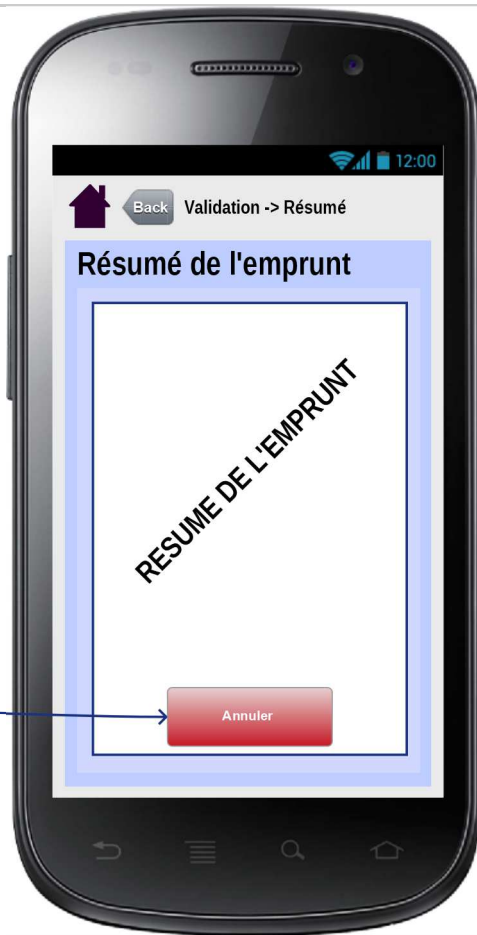 12:00
Back Validation -> Résumé
Résumé de l'emprunt
RESUME DE L'EMPRUNT
Annuler